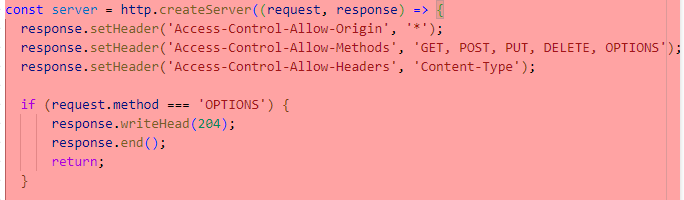 const server = http.createServer((request, response) => {
  response.setHeader('Access-Control-Allow-Origin', '*');
  response.setHeader('Access-Control-Allow-Methods', 'GET, POST, PUT, DELETE, OPTIONS');
  response.setHeader('Access-Control-Allow-Headers', 'Content-Type');

  if (request.method === 'OPTIONS') {
      response.writeHead(204);
      response.end();
      return;
  }